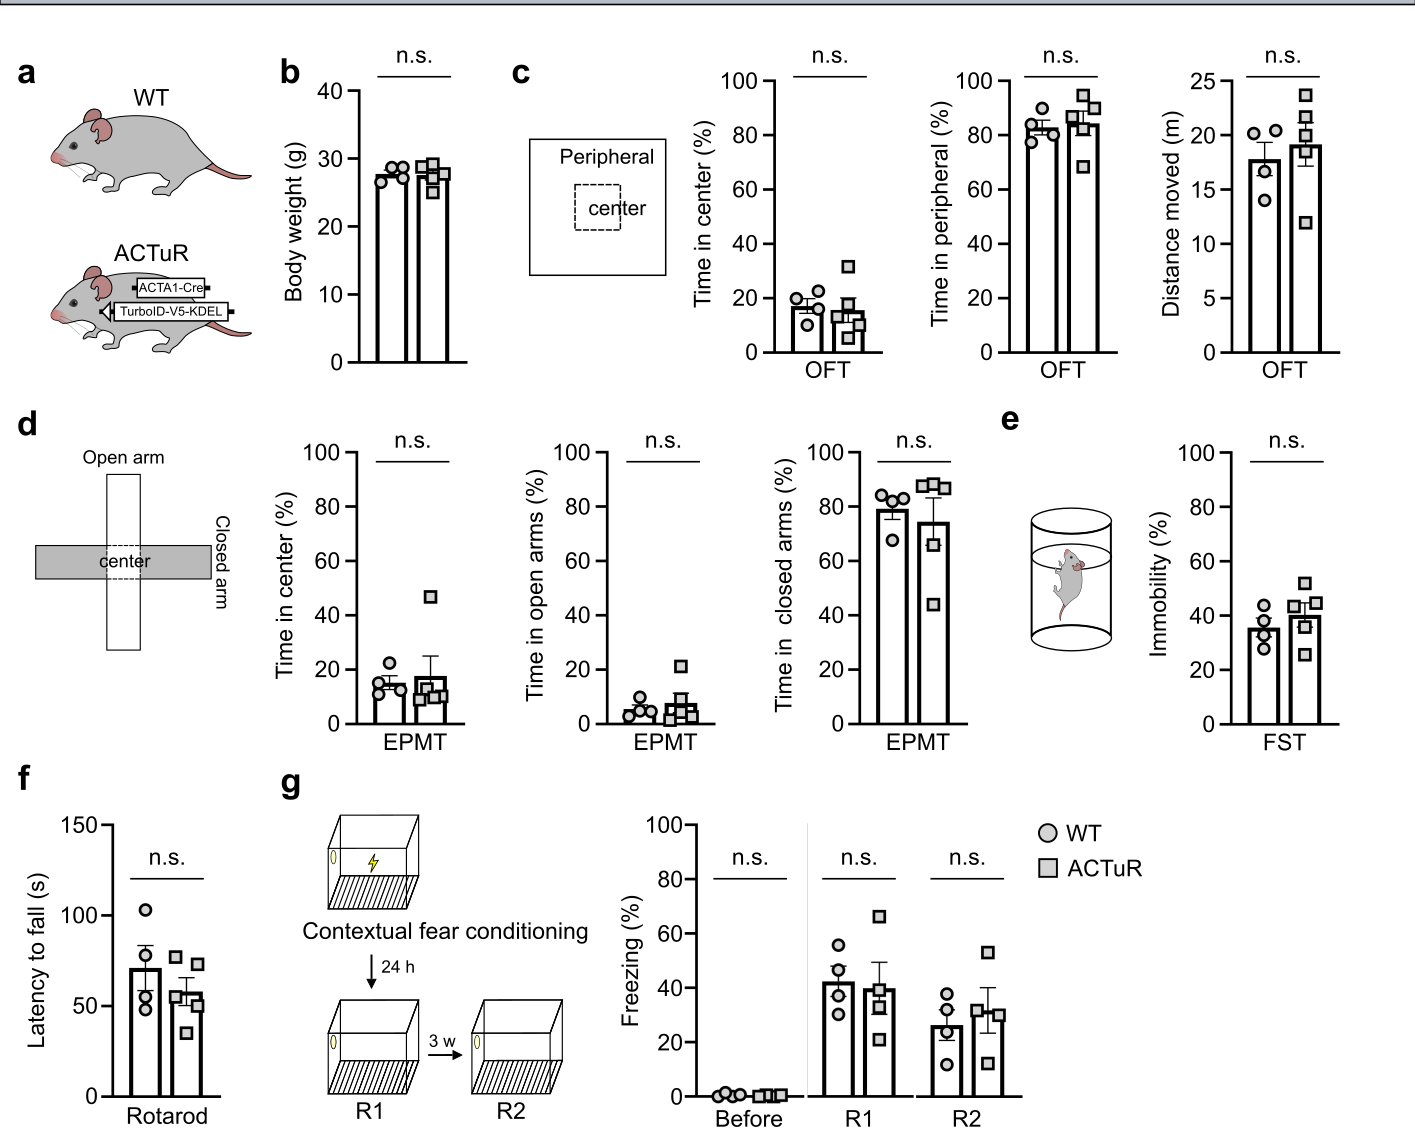 a
WT
ACTuR
ACTA1-Cre
TurboID-V5-KDEL
b
n.s.
Body weight (g)
40
30
20
10
0
c
Peripheral
center
n.s.
Time in center (%)
100
80
60
40
20
0
OFT
n.s.
Time in peripheral (%)
100
80
60
40
20
0
OFT
n.s.
Distance moved (m)
25
20
15
10
5
0
OFT
d
Open arm
center
Closed arm
n.s.
Time in center (%)
100
80
60
40
20
0
EPMT
n.s.
Time in open arms (%)
100
80
60
40
20
0
EPMT
n.s.
Time in closed arms (%)
100
80
60
40
20
0
EPMT
e
n.s.
Immobility (%)
100
80
60
40
20
0
FST
f
n.s.
Latency to fall (s)
150
100
50
0
Rotarod
g
Contextual fear conditioning
24 h
3 w
R1
R2
Freezing (%)
100
80
60
40
20
0
n.s.
n.s.
n.s.
Before
R1
R2
WT
ACTuR